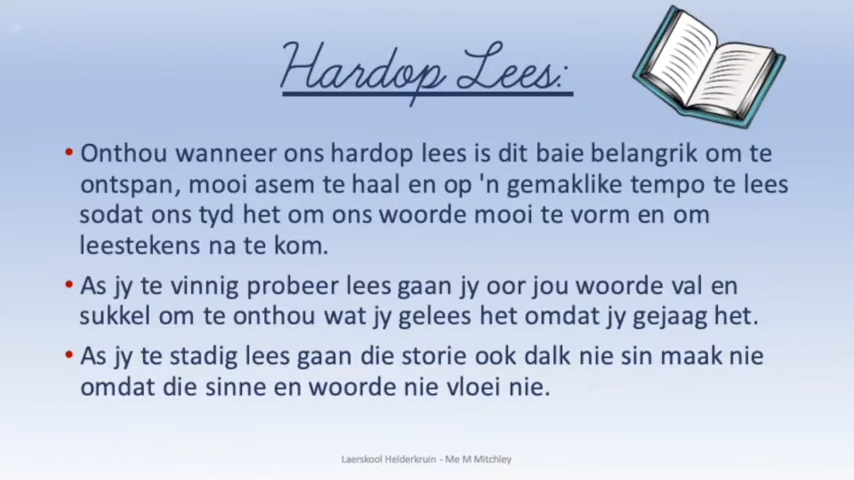 Hardop Lees:
• Onthou wanneer ons hardop lees is dit baie belangrik om te
ontspan, mooi asem te haal en op 'n gemaklike tempo te lees
sodat ons tyd het om ons woorde mooi te vorm en om
leestekens na te kom.
• As jy te vinnig probeer lees gaan jy oor jou woorde val en
sukkel om te onthou wat jy gelees het omdat jy gejaag het.
• As jy te stadig lees gaan die storie ook dalk nie sin maak nie
omdat die sinne en woorde nie vloei nie.
Laerskool Helderkruin - Me M Mitchley